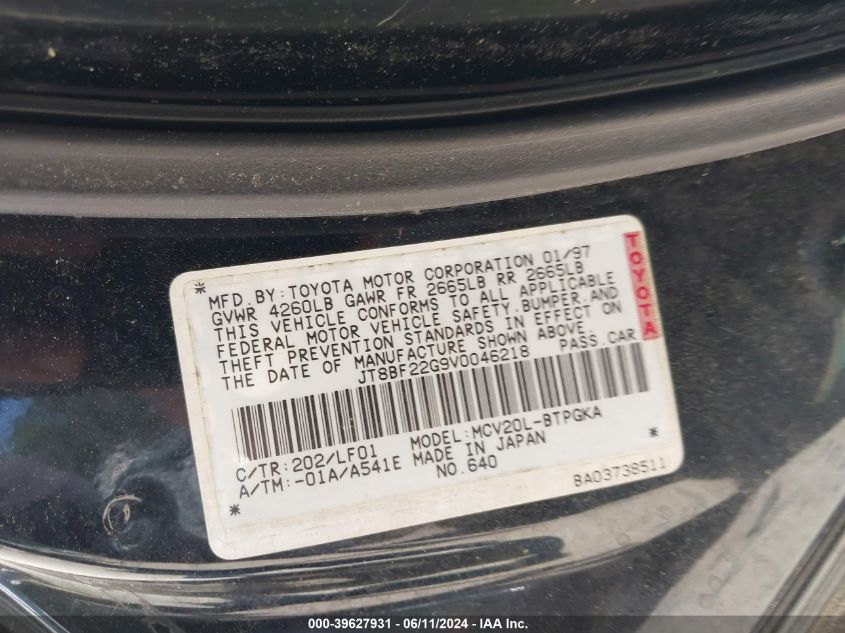 MFD. BY: TOYOTA MOTOR CORPORATION 01/97
GVWR 4260LB GAWR FR 2665LB RR 2665LB
THIS VEHICLE CONFORMS TO ALL APPLICABLE
FEDERAL MOTOR VEHICLE SAFETY, BUMPER, AND
THEFT PREVENTION STANDARDS IN EFFECT ON
THE DATE OF MANUFACTURE SHOWN ABOVE.
JT8BF22G9V0046218 PASS. CAR
TOYOTA
C/TR: 202/LF01 MODEL: MCV20L-BTPGKA
A/TM: -01A/A541E MADE IN JAPAN
NO. 640
BA03738511
000-39627931 / 06/11/2024 - IAA Inc.